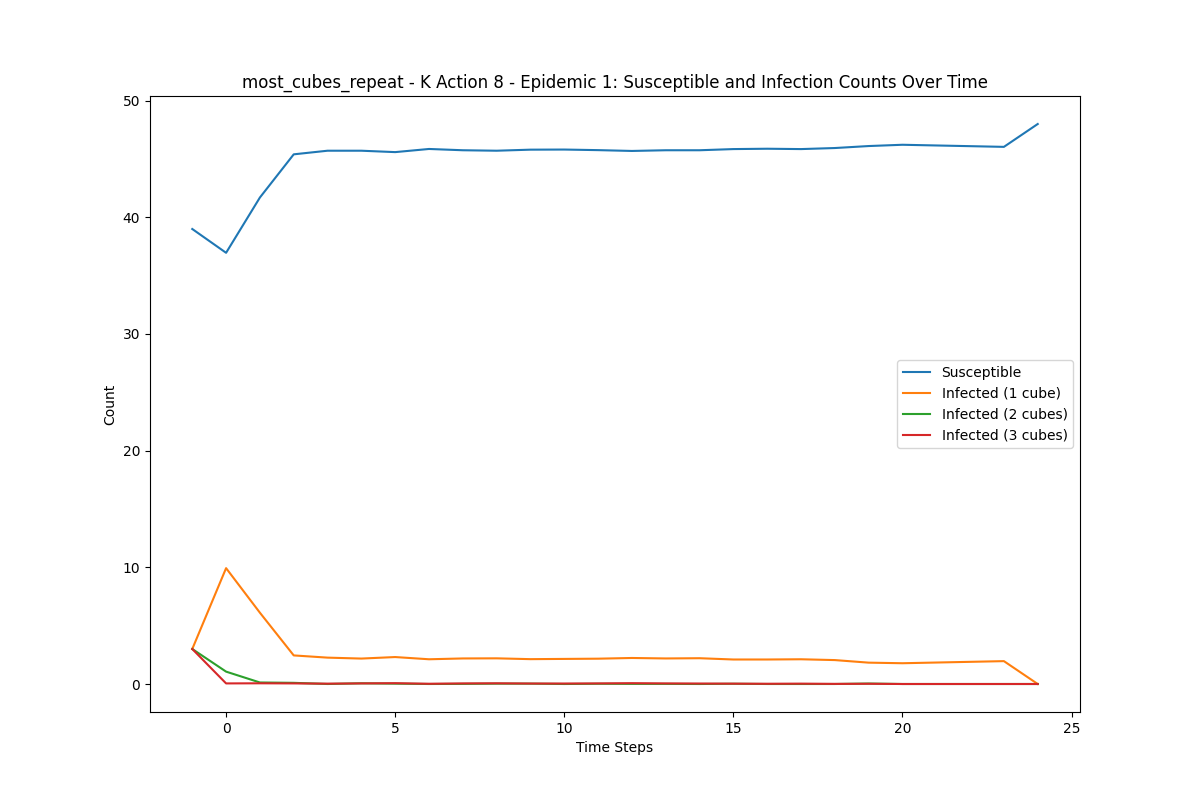 most_cubes_repeat - K Action 8 - Epidemic 1: Susceptible and Infection Counts Over Time
50
40
30
20
10
0
Count
Susceptible
Infected (1 cube)
Infected (2 cubes)
Infected (3 cubes)
0 5 10 15 20 25
Time Steps